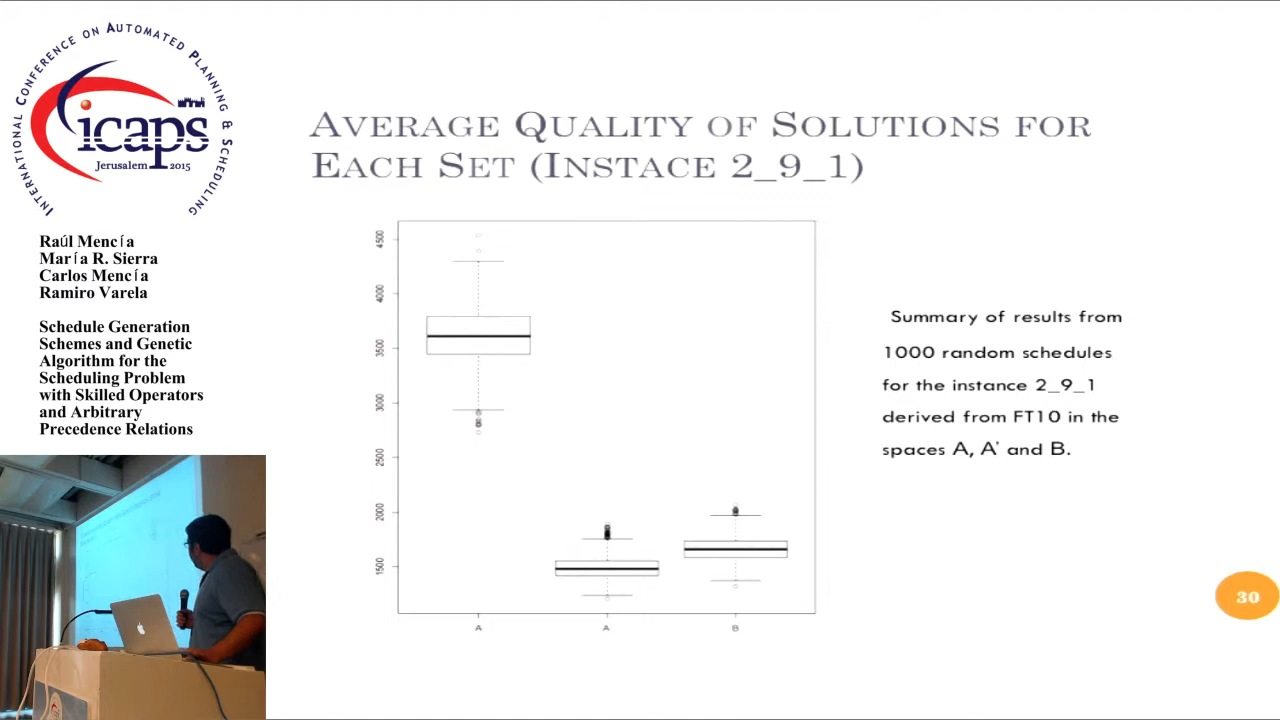 INTERNATIONAL CONFERENCE ON AUTOMATED PLANNING & SCHEDULING
icaps
Jerusalem 2015
Raúl Mencía
María R. Sierra
Carlos Mencía
Ramiro Varela
Schedule Generation
Schemes and Genetic
Algorithm for the
Scheduling Problem
with Skilled Operators
and Arbitrary
Precedence Relations
AVERAGE QUALITY OF SOLUTIONS FOR
EACH SET (INSTACE 2_9_1)
4500
4000
3500
3000
2500
2000
1500
A
A
B
Summary of results from
1000 random schedules
for the instance 2_9_1
derived from FT10 in the
spaces A, A' and B.
30